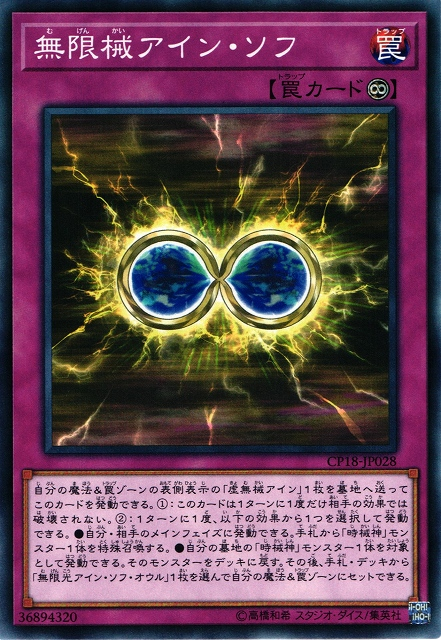 無限械アイン・ソフ
罠
【罠カード】
CP18-JP028
自分の魔法&罠ゾーンの表側表示の「虚無械アイン」1枚を墓地へ送って
このカードを発動できる。①:このカードは1ターンに1度だけ相手の効果では
破壊されない。②:1ターンに1度、以下の効果から1つを選択して発動
できる。●自分・相手のメインフェイズに発動できる。手札から「時械神」モン
スター1体を特殊召喚する。●自分の墓地の「時械神」モンスター1体を対象
として発動できる。そのモンスターをデッキに戻す。その後、手札・デッキから
「無限光アイン・ソフ・オウル」1枚を選んで自分の魔法&罠ゾーンにセットできる。
36894320
©高橋和希 スタジオ・ダイス/集英社